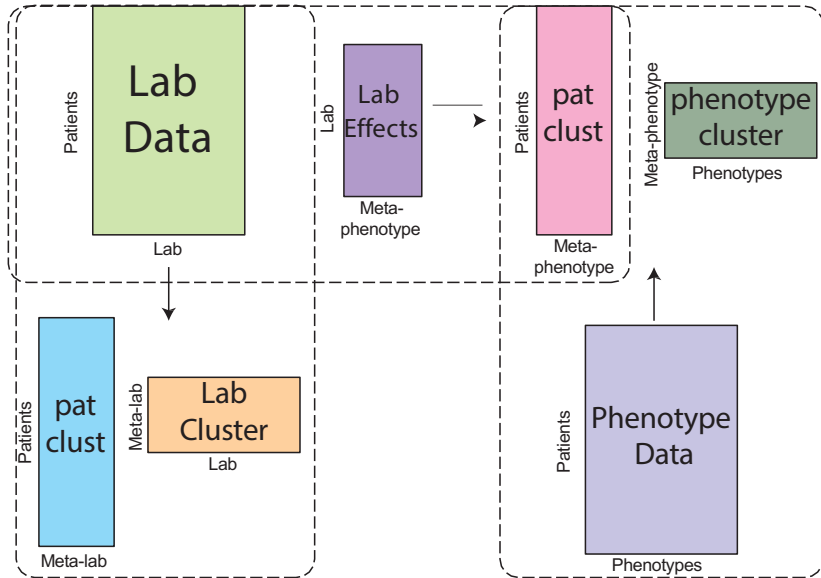 Patients
Lab
Data
Lab
Lab
Lab
Effects
Meta-
phenotype
Patients
pat
clust
Meta-
phenotype
Meta-phenotype
phenotype
cluster
Phenotypes
Patients
pat
clust
Meta-lab
Meta-lab
Lab
Cluster
Lab
Patients
Phenotype
Data
Phenotypes